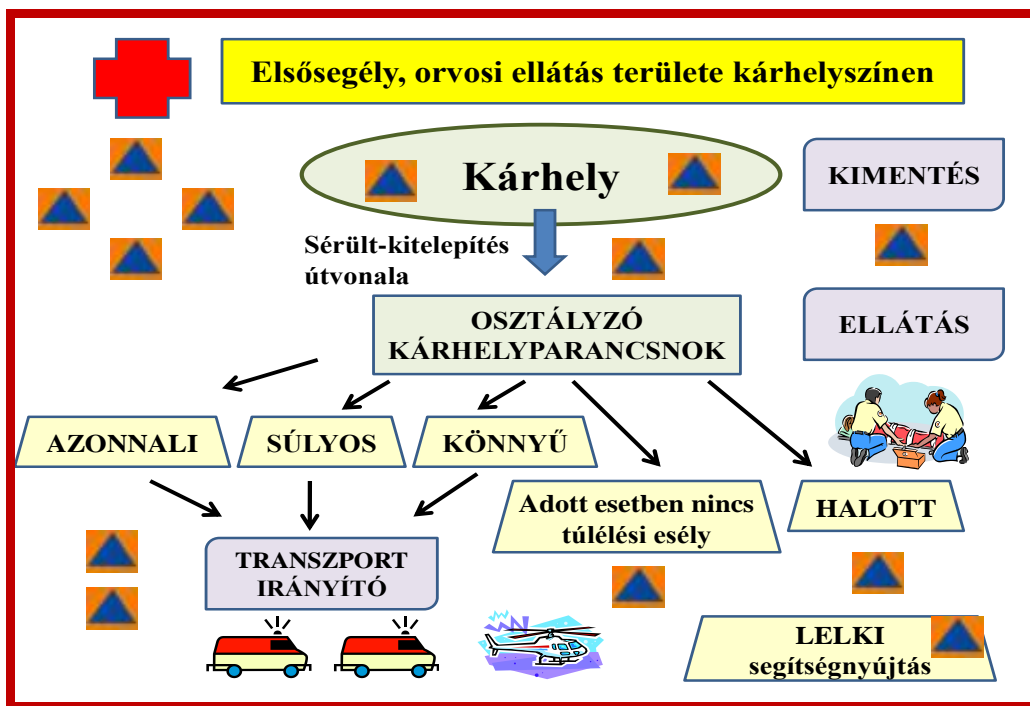 Elsősegély, orvosi ellátás területe kárhelyszínen
Kárhely
KIMENTÉS
Sérült-kitelepítés
útvonala
OSZTÁLYZÓ
KÁRHELYPARANCSNOK
ELLÁTÁS
AZONNALI
SÚLYOS
KÖNNYŰ
Adott esetben nincs
túlélési esély
HALOTT
TRANSZPORT
IRÁNYÍTÓ
LELKI
segítségnyújtás